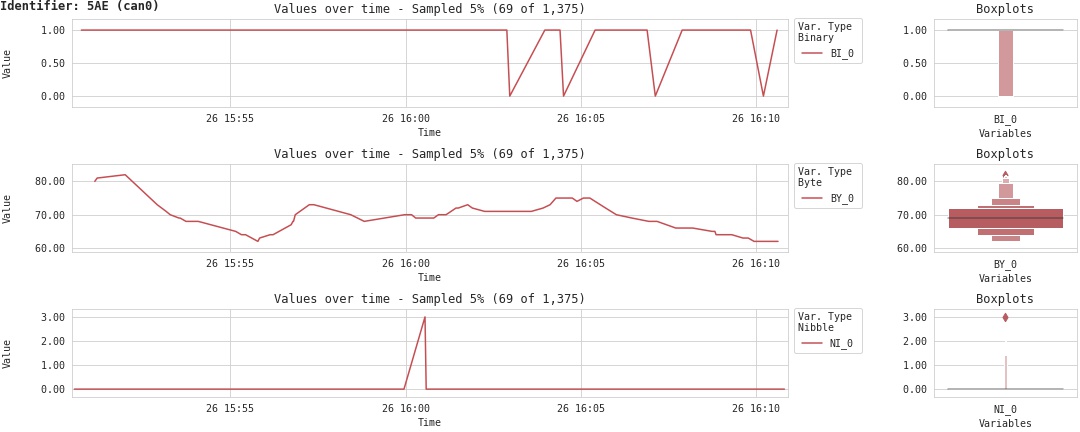 Identifier: 5AE (can0)
Values over time - Sampled 5% (69 of 1,375)
Boxplots
Value
1.00
0.50
0.00
26 15:55
26 16:00
26 16:05
26 16:10
Time
Var. Type
Binary
BI_0
1.00
0.50
0.00
BI_0
Variables
Values over time - Sampled 5% (69 of 1,375)
Boxplots
Value
80.00
70.00
60.00
26 15:55
26 16:00
26 16:05
26 16:10
Time
Var. Type
Byte
BY_0
80.00
70.00
60.00
BY_0
Variables
Values over time - Sampled 5% (69 of 1,375)
Boxplots
Value
3.00
2.00
1.00
0.00
26 15:55
26 16:00
26 16:05
26 16:10
Time
Var. Type
Nibble
NI_0
3.00
2.00
1.00
0.00
NI_0
Variables